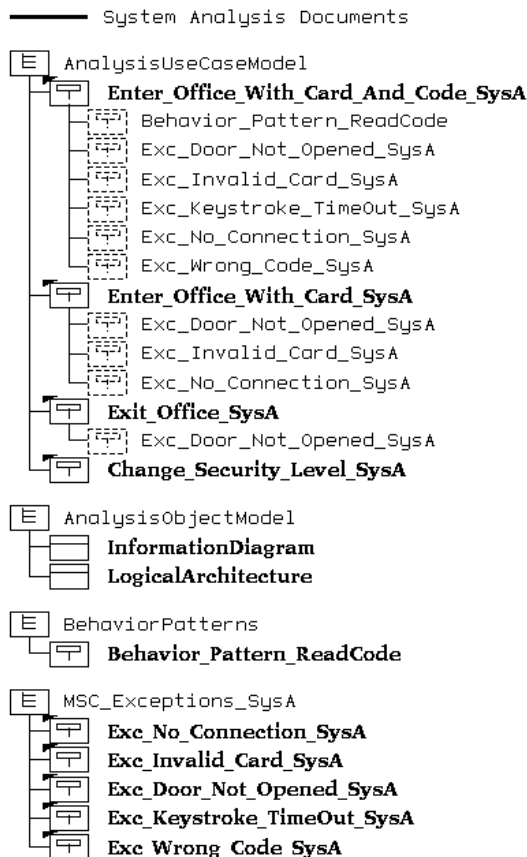 System Analysis Documents
AnalysisUseCaseModel
Enter_Office_With_Card_And_Code_SysA
Behavior_Pattern_ReadCode
Exc_Door_Not_Opened_SysA
Exc_Invalid_Card_SysA
Exc_Keystroke_TimeOut_SysA
Exc_No_Connection_SysA
Exc_Wrong_Code_SysA
Enter_Office_With_Card_SysA
Exc_Door_Not_Opened_SysA
Exc_Invalid_Card_SysA
Exc_No_Connection_SysA
Exit_Office_SysA
Exc_Door_Not_Opened_SysA
Change_Security_Level_SysA
AnalysisObjectModel
InformationDiagram
LogicalArchitecture
BehaviorPatterns
Behavior_Pattern_ReadCode
MSC_Exceptions_SysA
Exc_No_Connection_SysA
Exc_Invalid_Card_SysA
Exc_Door_Not_Opened_SysA
Exc_Keystroke_TimeOut_SysA
Exc_Wrong_Code_SysA